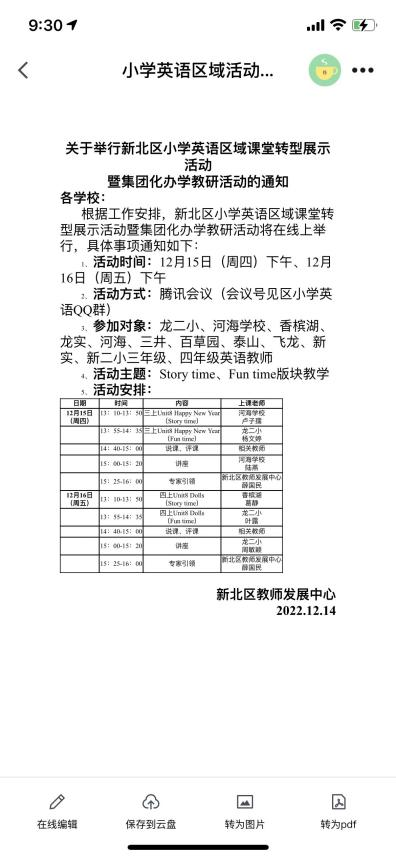 9:30
小学英语区域活动...
关于举行新北区小学英语区域课堂转型展示
活动
暨集团化办学教研活动的通知
各学校：
根据工作安排，新北区小学英语区域课堂转
型展示活动暨集团化办学教研活动将在线上举
行，具体事项通知如下：
1、活动时间：12月15日（周四）下午、12月
16日（周五）下午
2、活动方式：腾讯会议（会议号见区小学英
语QQ群）
3、参加对象：龙二小、河海学校、香槟湖、
龙实、河海、三井、百草园、泰山、飞龙、新
实、新二小三年级、四年级英语教师
4、活动主题：Story time、Fun time版块教学
5、活动安排：
日期 时间 内容 上课老师
12月15日 13：10-13：50 三上Unit8 Happy New Year 河海学校
（周四） (Story time) 卢子孺
13：55-14：35 三上Unit8 Happy New Year 龙二小
(Fun time) 杨文婷
14：40-15：00 说课、评课 相关教师
15：00-15：20 讲座 河海学校
陆燕
15：25-16：00 专家引领 新北区教师发展中心
薛国民
12月16日 13：10-13：50 四上Unit8 Dolls 香槟湖
（周五） (Story time) 葛静
13：55-14：35 四上Unit8 Dolls 龙二小
(Fun time) 叶露
14：40-15：00 说课、评课 相关教师
15：00-15：20 讲座 龙二小
周敏颖
15：25-16：00 专家引领 新北区教师发展中心
薛国民
新北区教师发展中心
2022.12.14
在线编辑 保存到云盘 转为图片 转为pdf